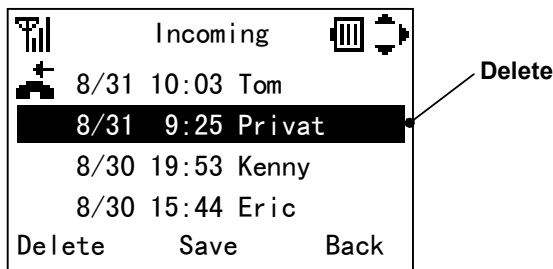 Incoming
8/31 10:03 Tom
8/31 9:25 Privat
8/30 19:53 Kenny
8/30 15:44 Eric
Delete Save Back
Delete